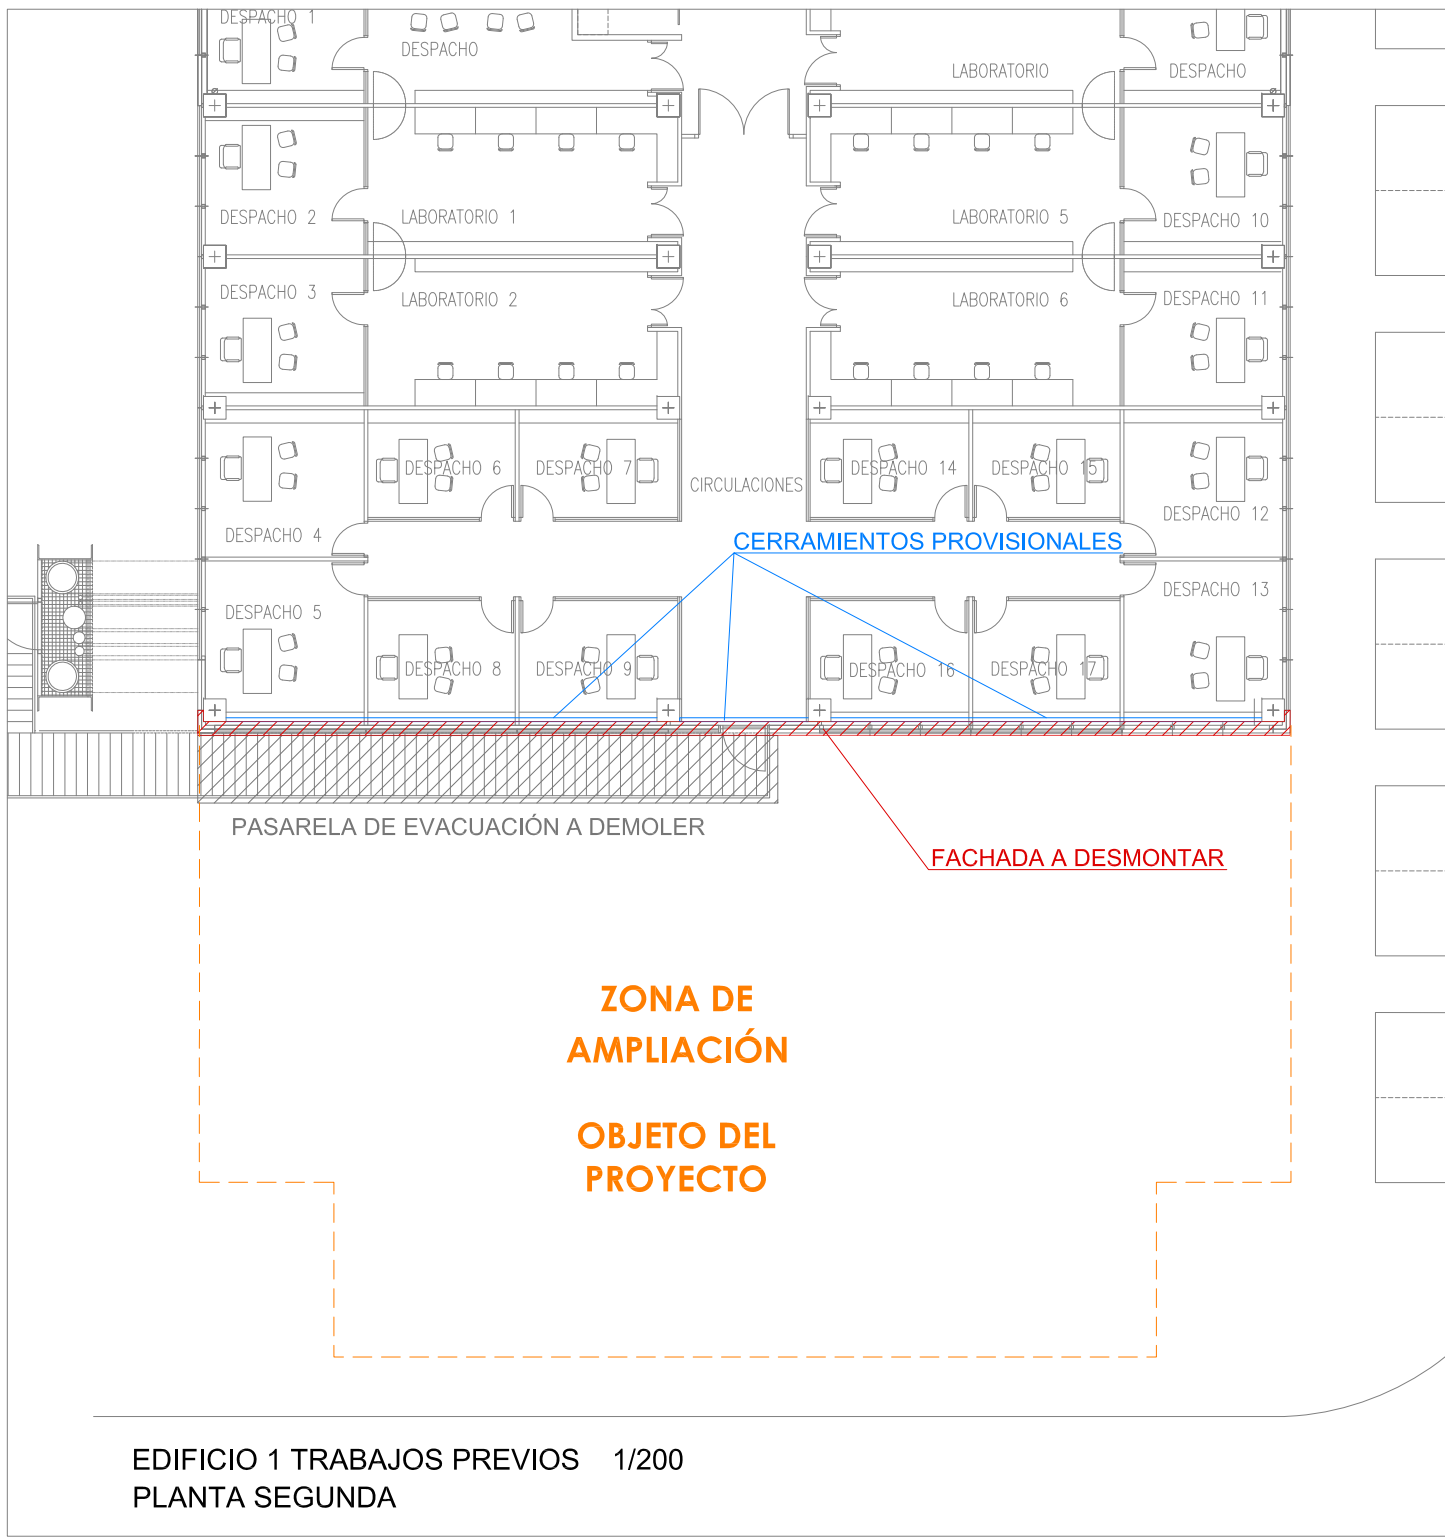 DESPACHO 1
DESPACHO
LABORATORIO
DESPACHO
DESPACHO 2
LABORATORIO 1
LABORATORIO 5
DESPACHO 10
DESPACHO 3
LABORATORIO 2
LABORATORIO 6
DESPACHO 11
DESPACHO 6
DESPACHO 7
DESPACHO 14
DESPACHO 15
CIRCULACIONES
DESPACHO 12
DESPACHO 4
CERRAMIENTOS PROVISIONALES
DESPACHO 5
DESPACHO 13
DESPACHO 8
DESPACHO 9
DESPACHO 16
DESPACHO 17
PASARELA DE EVACUACIÓN A DEMOLER
FACHADA A DESMONTAR
ZONA DE
AMPLIACIÓN
OBJETO DEL
PROYECTO
EDIFICIO 1 TRABAJOS PREVIOS 1/200
PLANTA SEGUNDA